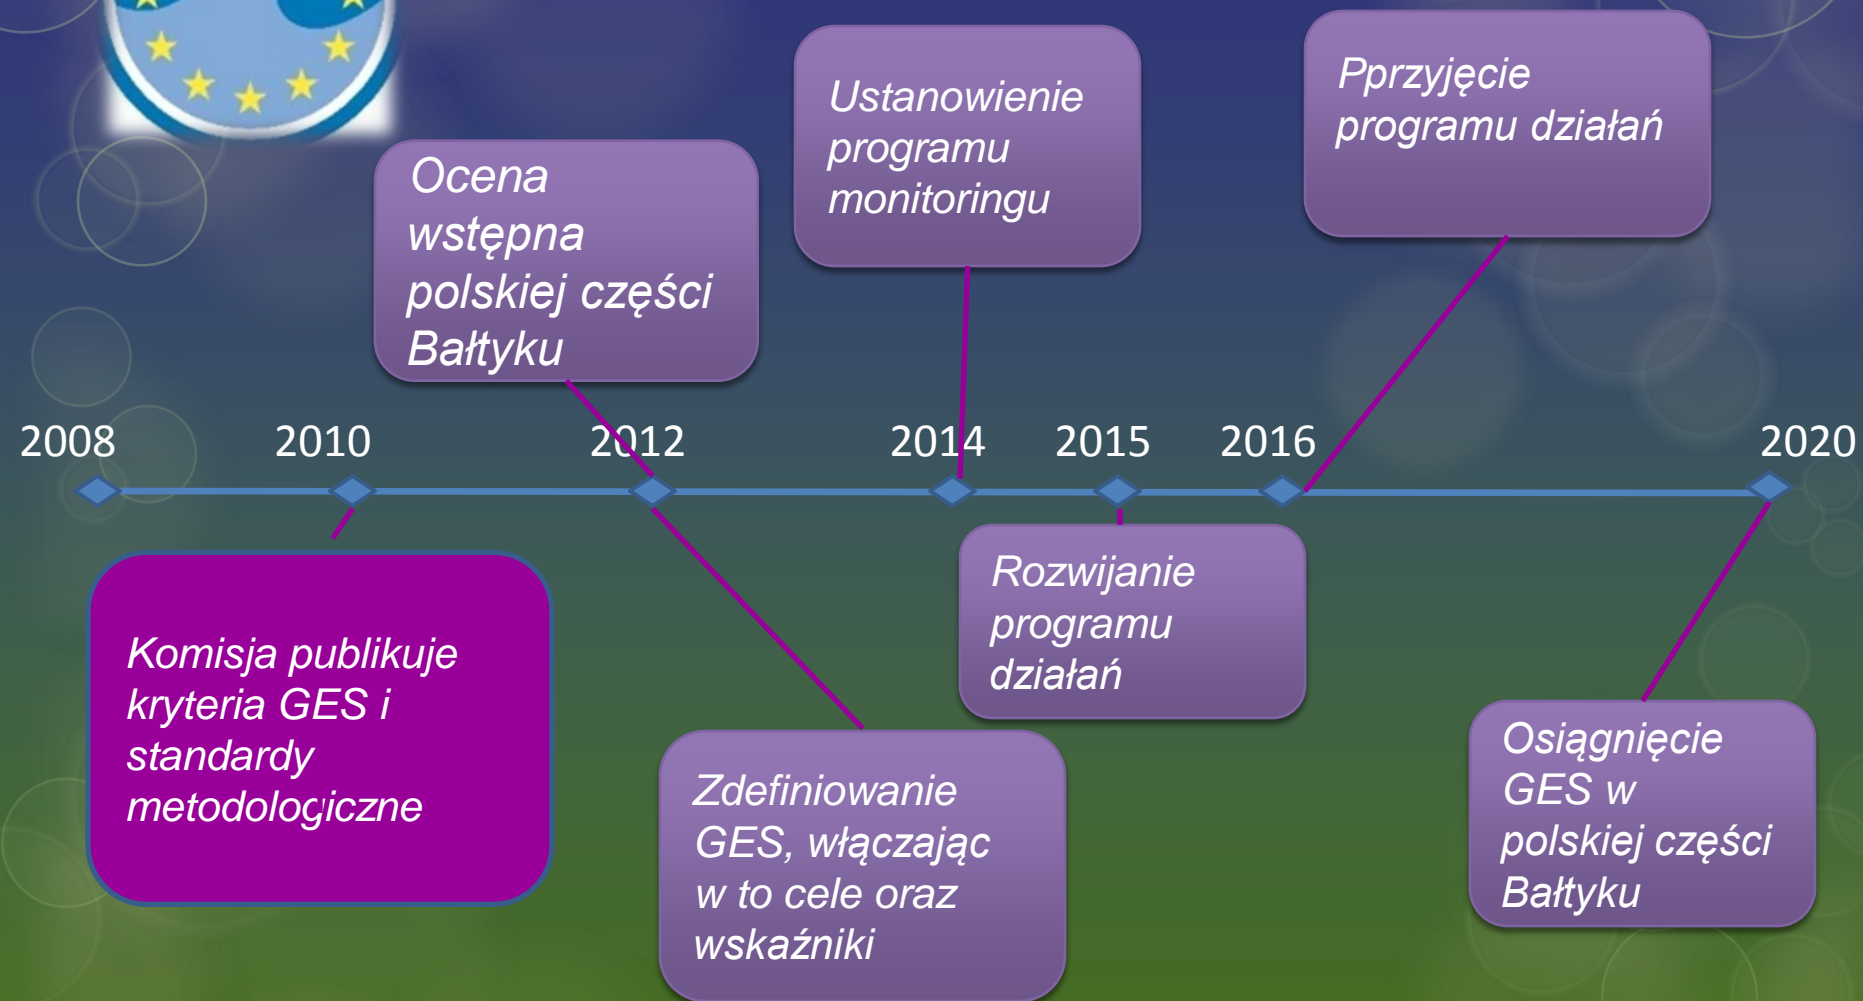 Ustanowienie
programu
monitoringu
Pprzyjęcie
programu działań
Ocena
wstępna
polskiej części
Bałtyku
2008
2010
2012
2014
2015
2016
2020
Komisja publikuje
kryteria GES i
standardy
metodologiczne
Rozwijanie
programu
działań
Zdefiniowanie
GES, włączając
w to cele oraz
wskaźniki
Osiągnięcie
GES w
polskiej części
Bałtyku